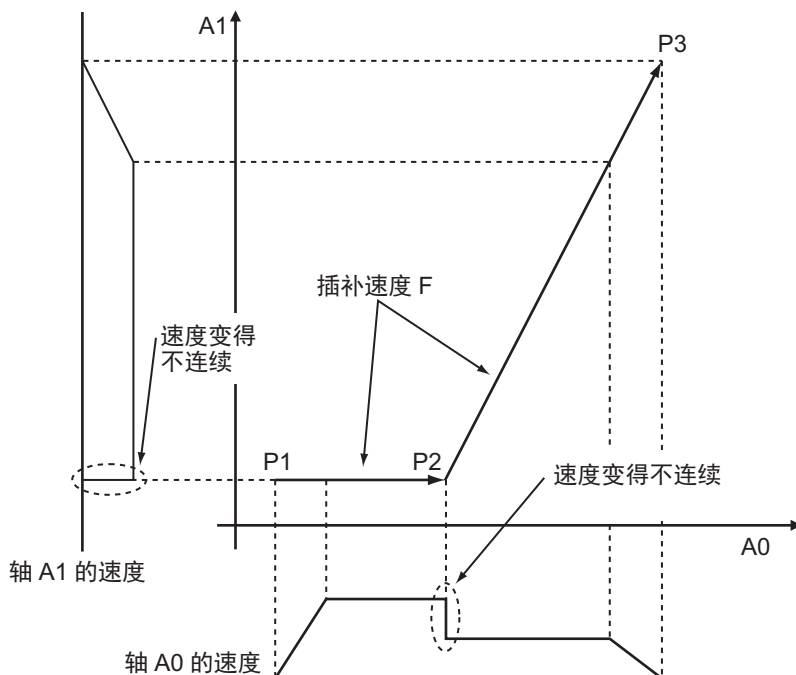 A1
P3
插补速度 F
速度变得
不连续
P1
P2
速度变得不连续
A0
轴 A1 的速度
轴 A0 的速度